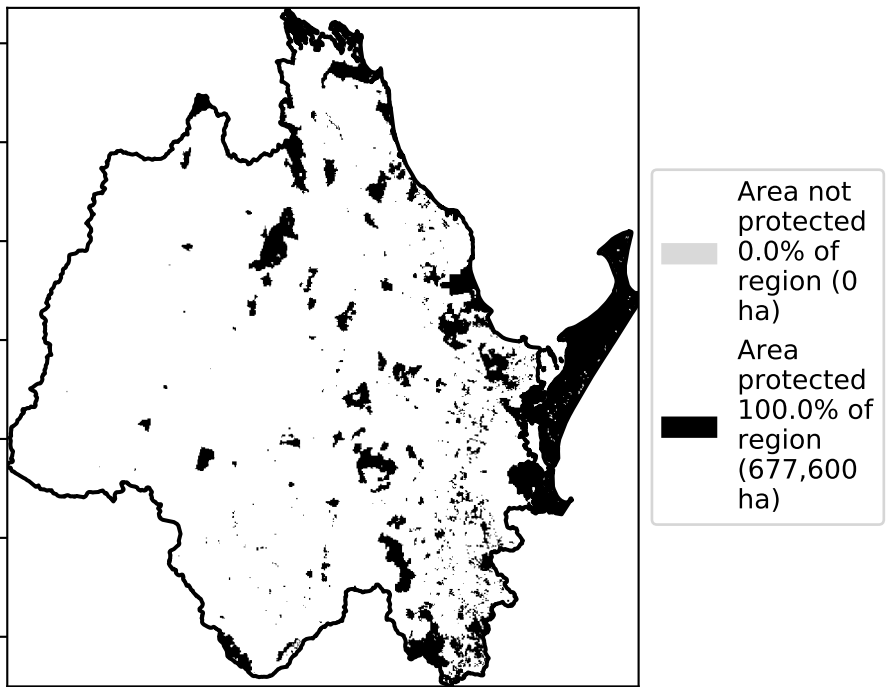 Area not
protected
0.0% of
region (0
ha)
Area
protected
100.0% of
region
(677,600
ha)